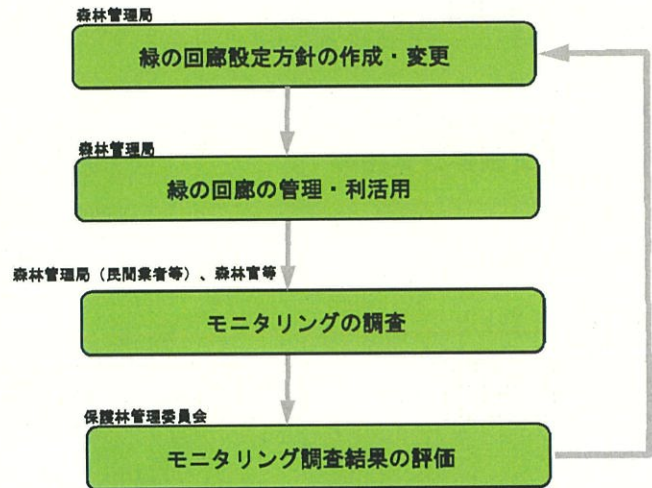 森林管理局
緑の回廊設定方針の作成・変更
森林管理局
緑の回廊の管理・利活用
森林管理局（民間業者等）、森林官等
モニタリングの調査
保護林管理委員会
モニタリング調査結果の評価